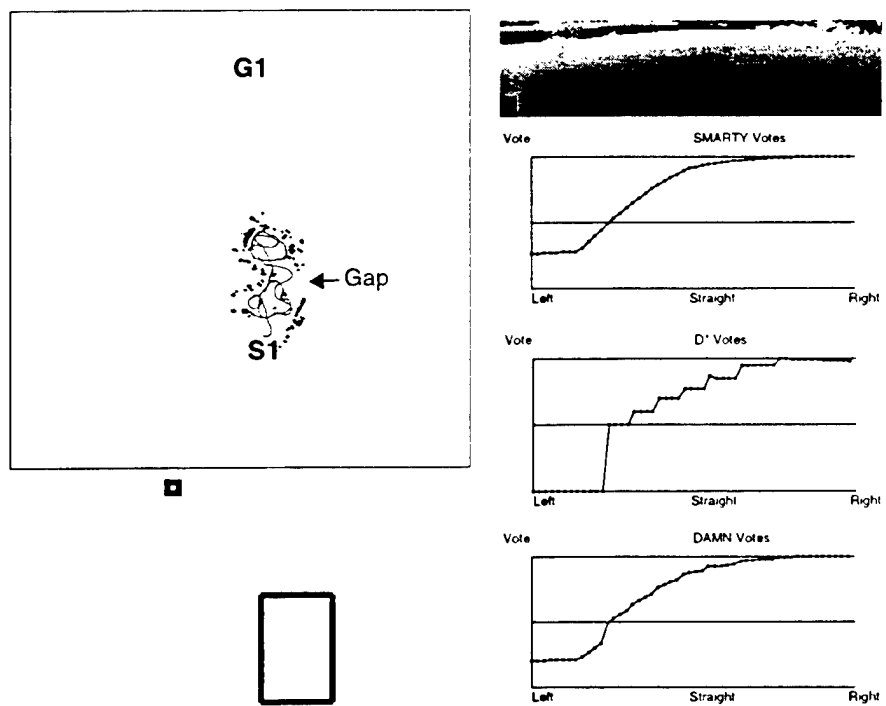 G1
Gap
S1
Vote SMARTY Votes
Left Straight Right
Vote D* Votes
Left Straight Right
Vote DAMN Votes
Left Straight Right